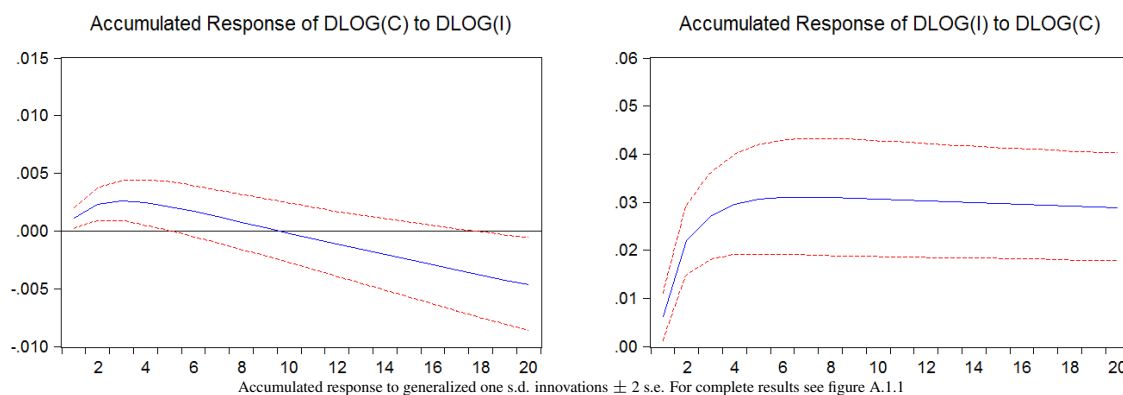 Accumulated Response of DLOG(C) to DLOG(I)
.015
.010
.005
.000
-.005
-.010
2 4 6 8 10 12 14 16 18 20
Accumulated Response of DLOG(I) to DLOG(C)
.06
.05
.04
.03
.02
.01
.00
2 4 6 8 10 12 14 16 18 20
Accumulated response to generalized one s.d. innovations ± 2 s.e. For complete results see figure A.1.1